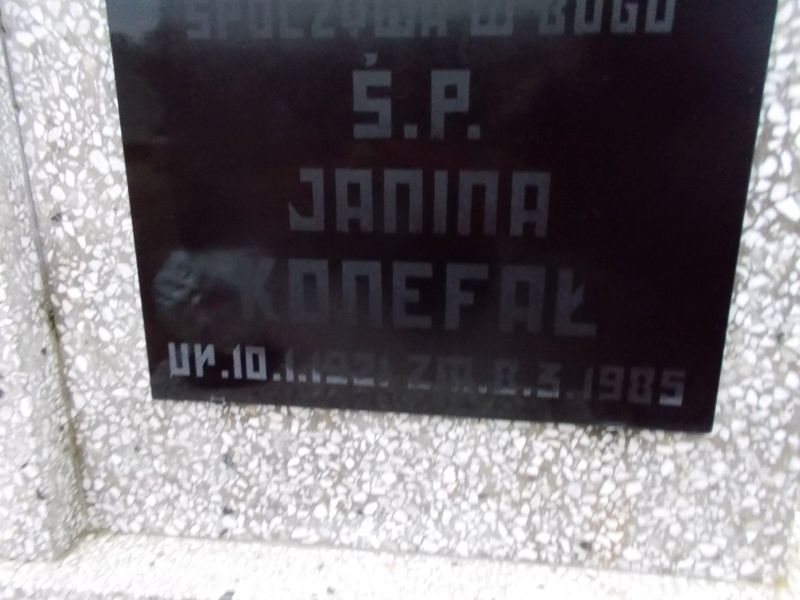 SPOCZYWA W BOGU
Ś.P.
JANINA
KONEFAŁ
UR.10.1.1921 ZM.8.3.1985